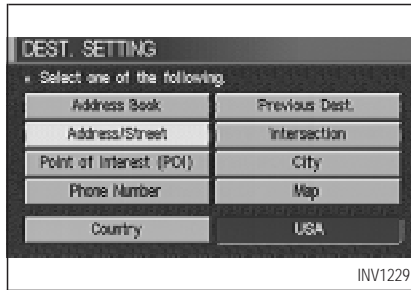 DEST. SETTING
Select one of the following.
Address Book Previous Dest.
Address/Street Intersection
Point of Interest (POI) City
Phone Number Map
Country USA
INV1229